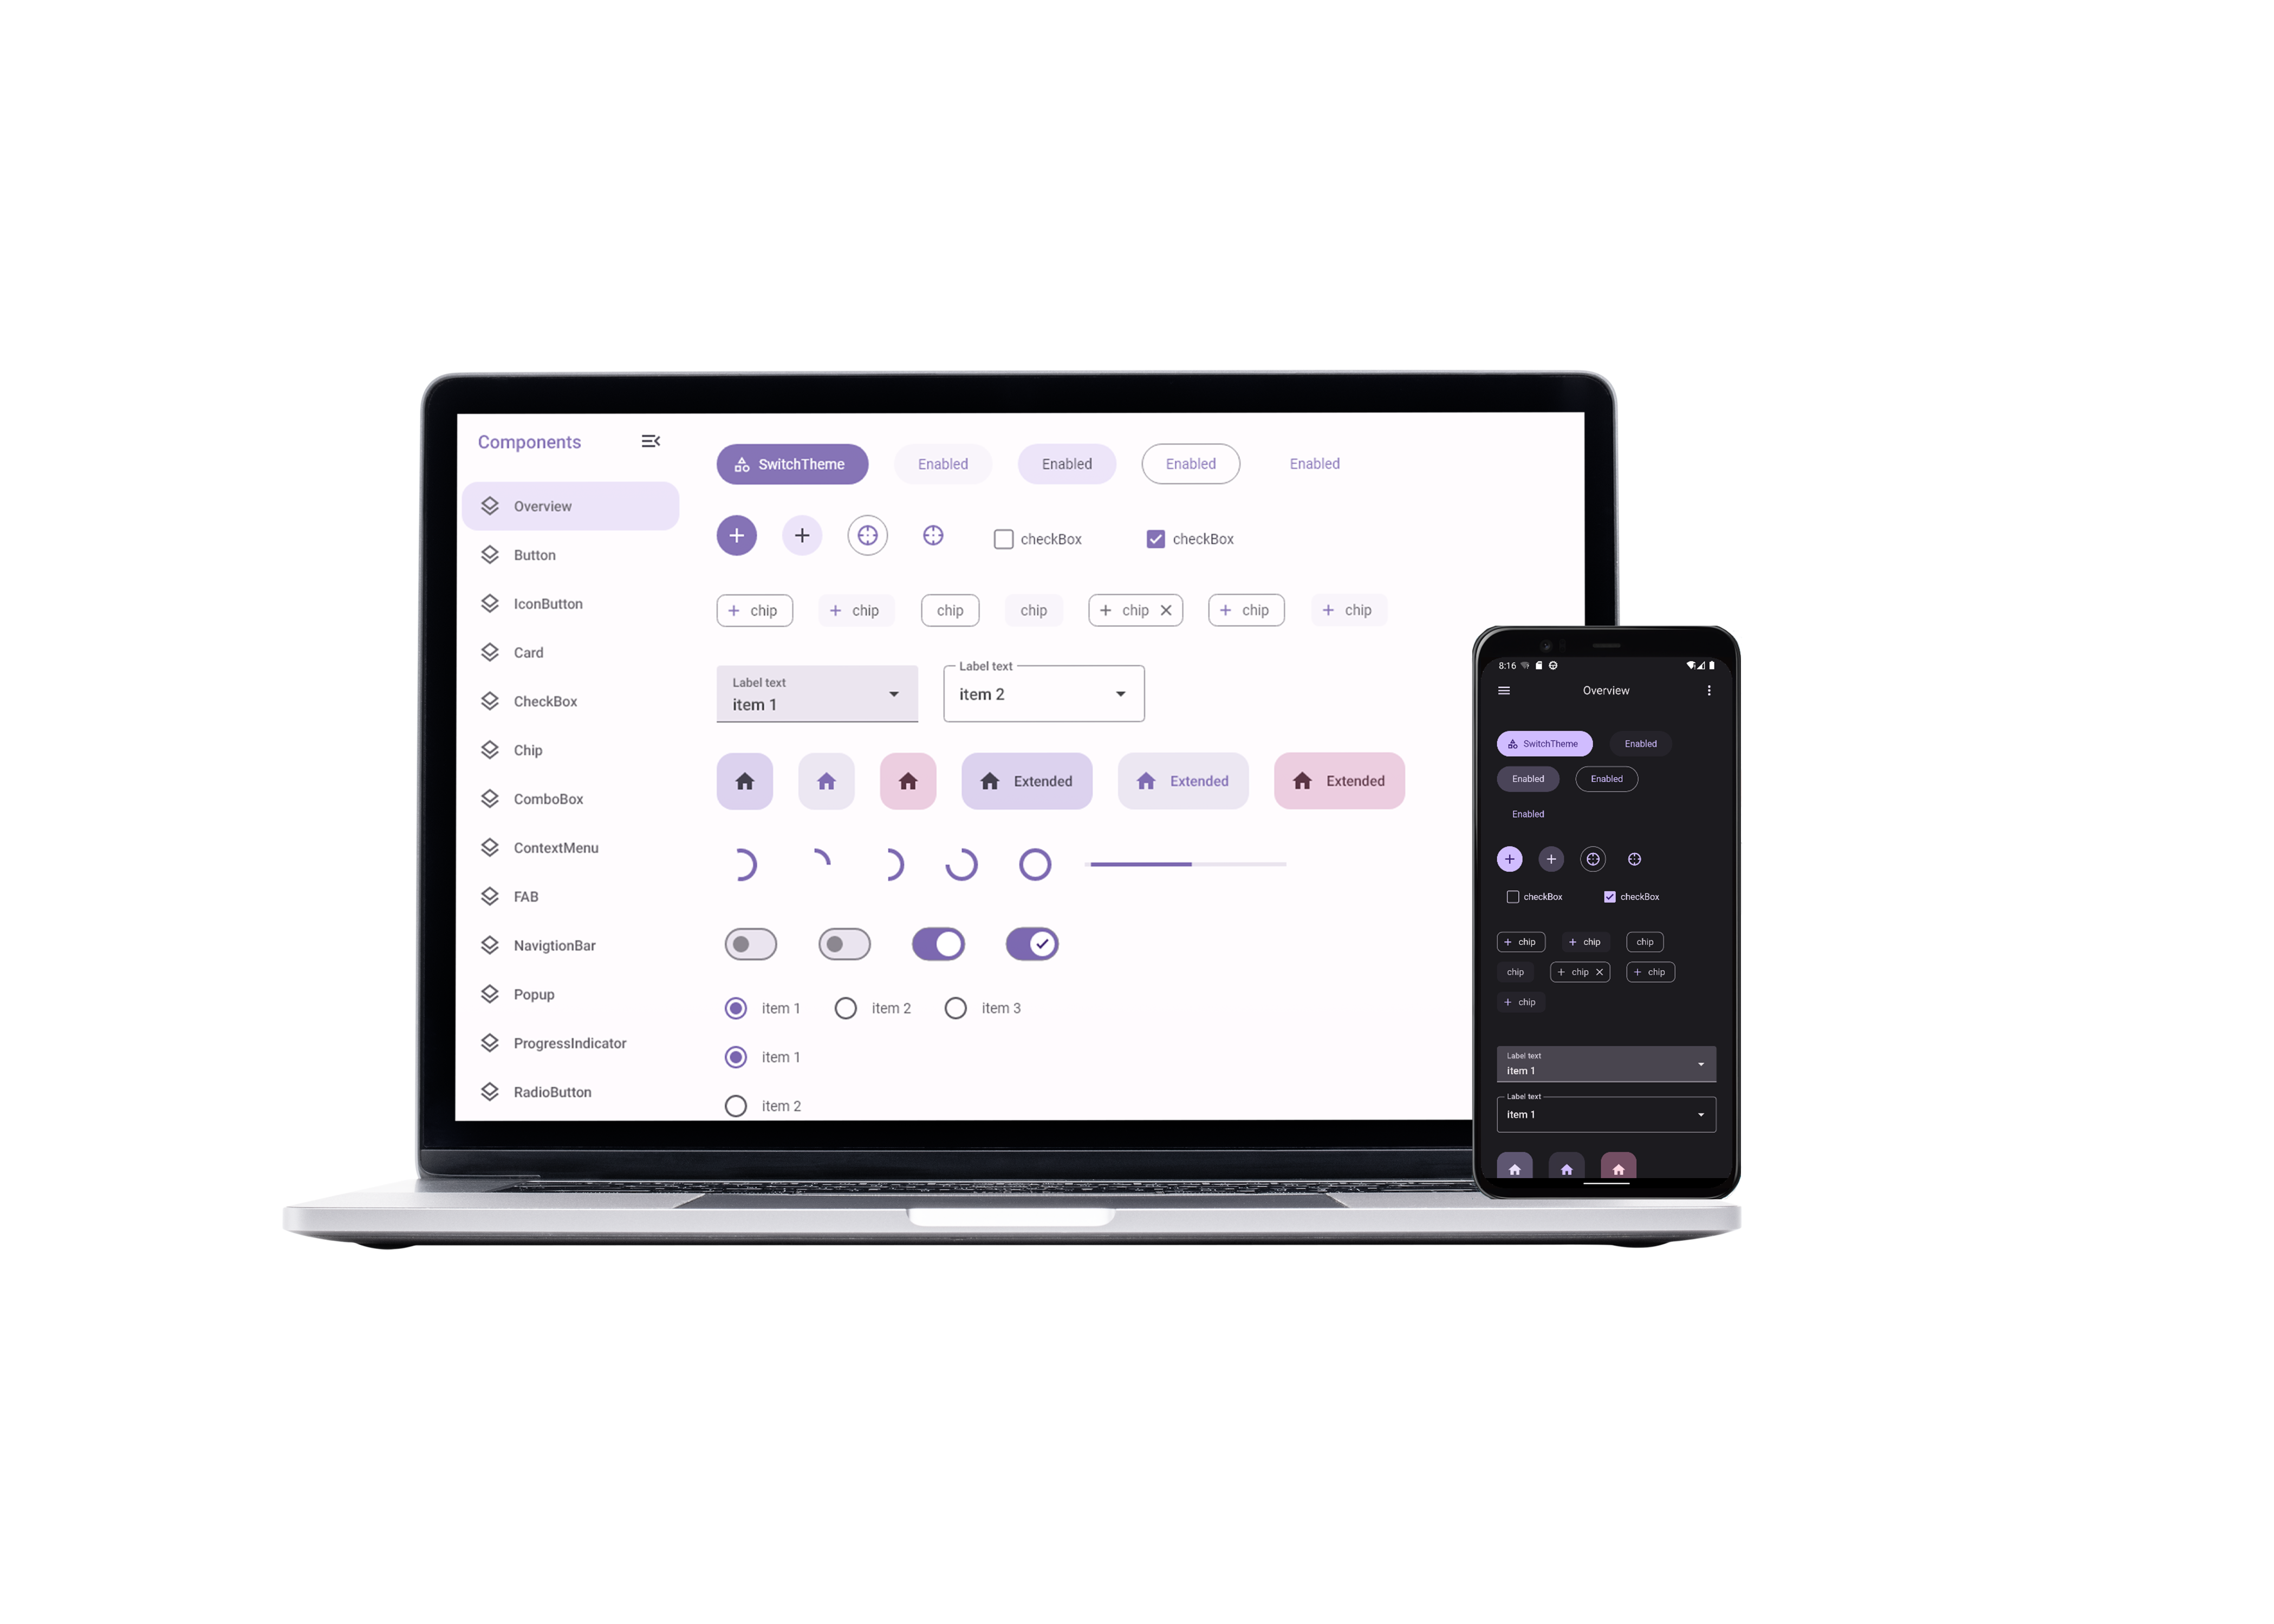 Components
Overview
Button
IconButton
Card
CheckBox
Chip
ComboBox
ContextMenu
FAB
NavigtionBar
Popup
ProgressIndicator
RadioButton
SwitchTheme Enabled Enabled Enabled Enabled
checkBox checkBox
chip chip chip chip chip chip chip
Label text
item 1
Label text
item 2
Extended Extended Extended
item 1 item 2 item 3
item 1
item 2
8:16
Overview
SwitchTheme Enabled
Enabled Enabled
Enabled
checkBox checkBox
chip chip chip
chip chip chip
chip
Label text
item 1
Label text
item 1